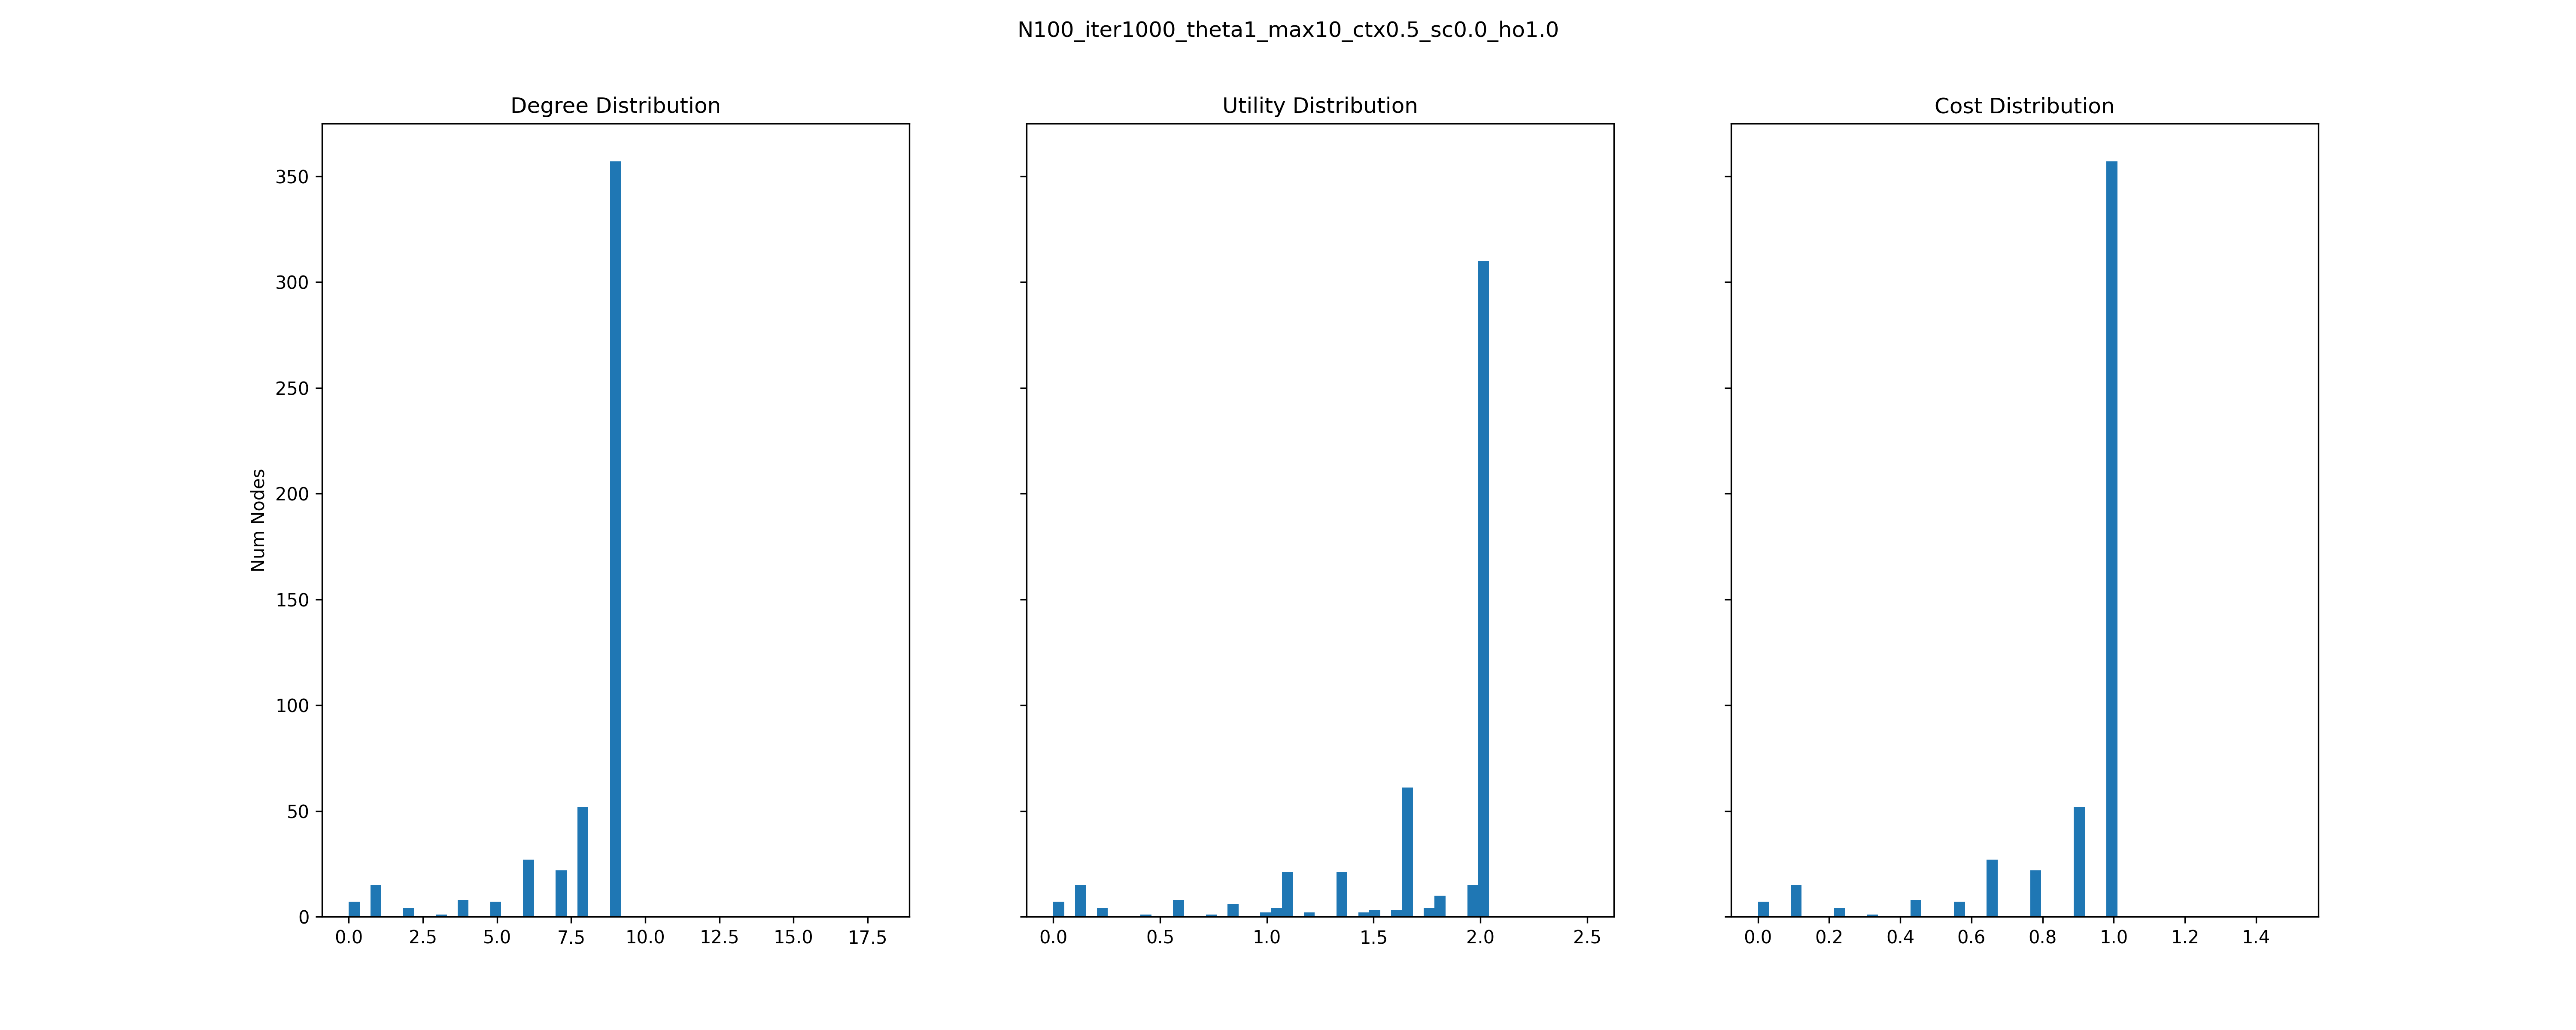 N100_iter1000_theta1_max10_ctx0.5_sc0.0_ho1.0
Degree Distribution
Utility Distribution
Cost Distribution
Num Nodes
350
300
250
200
150
100
50
0
0.0 2.5 5.0 7.5 10.0 12.5 15.0 17.5
0.0 0.5 1.0 1.5 2.0 2.5
0.0 0.2 0.4 0.6 0.8 1.0 1.2 1.4